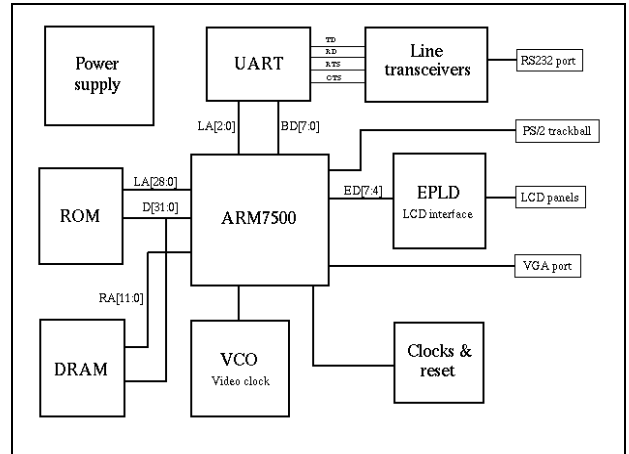 Power
supply
UART
TD
RD
RTS
CTS
Line
transceivers
RS232 port
LA[2:0]
BD[7:0]
PS/2 trackball
LA[28:0]
ROM
D[31:0]
ARM7500
ED[7:4]
EPLD
LCD interface
LCD panels
VGA port
RA[11:0]
DRAM
VCO
Video clock
Clocks &
reset